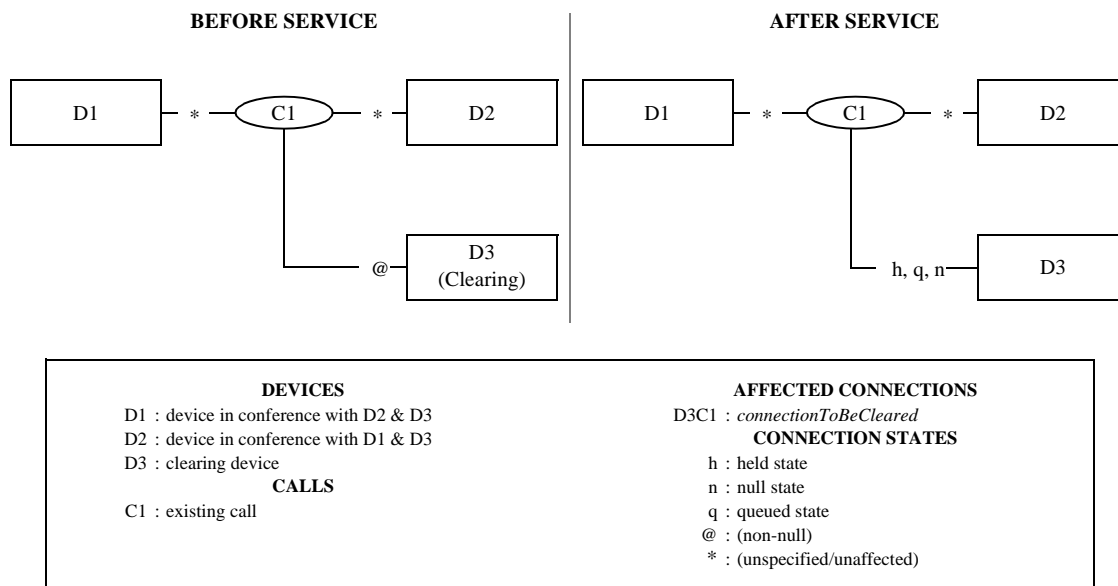 BEFORE SERVICE
AFTER SERVICE
D1 * C1 * D2
D1 * C1 * D2
@ D3
(Clearing)
h, q, n D3
DEVICES
D1 : device in conference with D2 & D3
D2 : device in conference with D1 & D3
D3 : clearing device
CALLS
C1 : existing call
AFFECTED CONNECTIONS
D3C1 : connectionToBeCleared
CONNECTION STATES
h : held state
n : null state
q : queued state
@ : (non-null)
* : (unspecified/unaffected)